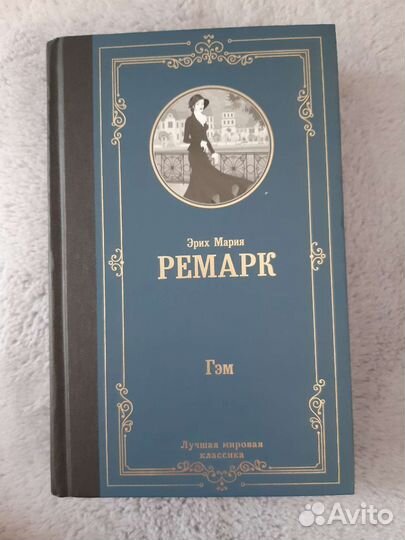 Эрих Мария
РЕМАРК
Гэм
Лучшая мировая
классика
Avito